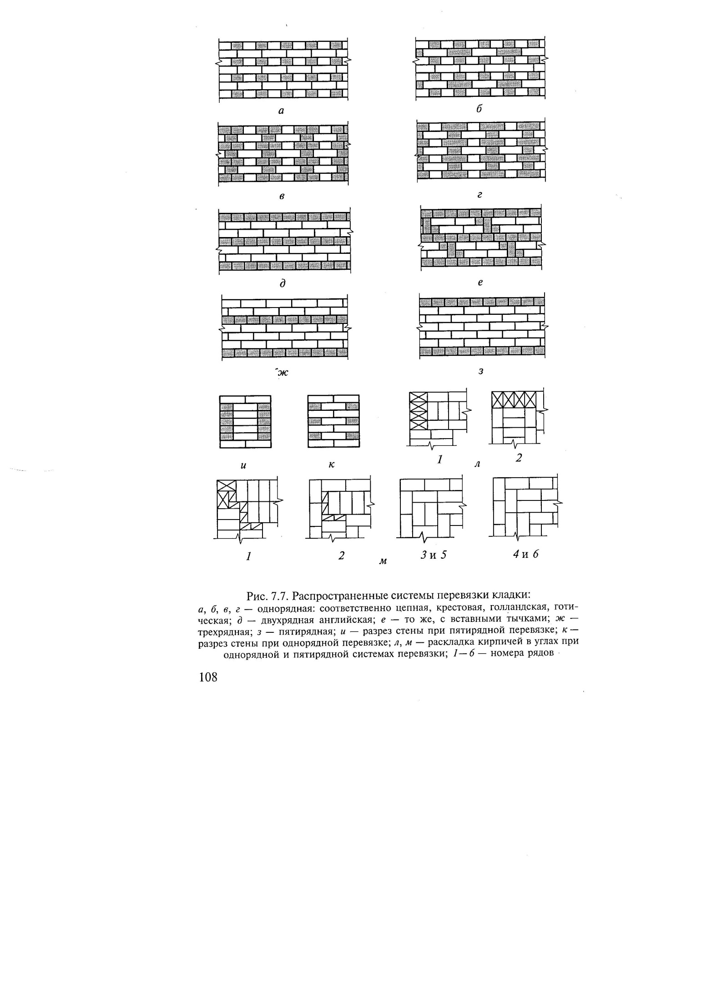 а
б
в
г
д
е
ж
з
и
к
1
л
2
1
2
м
3 и 5
4 и 6
Рис. 7.7. Распространенные системы перевязки кладки:
а, б, в, г — однорядная: соответственно цепная, крестовая, голландская, готи-
ческая; д — двухрядная английская; е — то же, с вставными тычками; ж —
трехрядная; з — пятирядная; и — разрез стены при пятирядной перевязке; к —
разрез стены при однорядной перевязке; л, м — раскладка кирпичей в углах при
однорядной и пятирядной системах перевязки; 1—6 — номера рядов
108